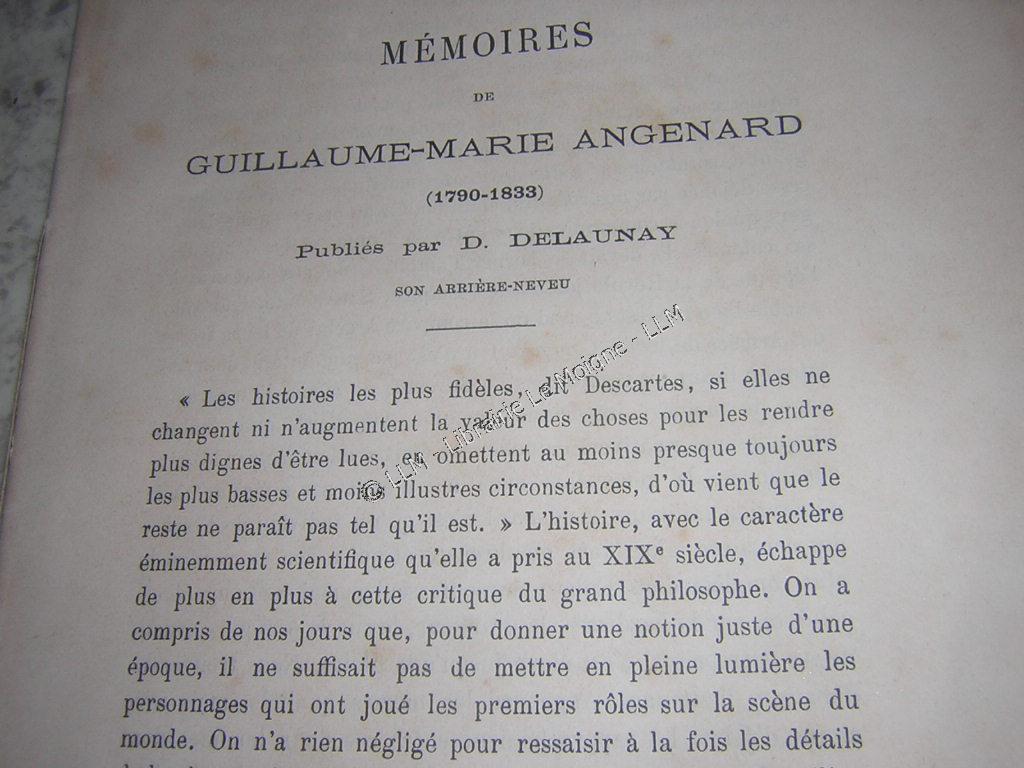 MÉMOIRES
DE
GUILLAUME-MARIE ANGENARD
(1790-1833)
Publiés par D. DELAUNAY
SON ARRIÈRE-NEVEU
« Les histoires les plus fidèles, dit Descartes, si elles ne
changent ni n'augmentent la valeur des choses pour les rendre
plus dignes d'être lues, en omettent au moins presque toujours
les plus basses et moins illustres circonstances, d'où vient que le
reste ne paraît pas tel qu'il est. » L'histoire, avec le caractère
éminemment scientifique qu'elle a pris au XIXe siècle, échappe
de plus en plus à cette critique du grand philosophe. On a
compris de nos jours que, pour donner une notion juste d'une
époque, il ne suffisait pas de mettre en pleine lumière les
personnages qui ont joué les premiers rôles sur la scène du
monde. On n'a rien négligé pour ressaisir à la fois les détails
© LLM - Librairie Le Moigne - LLM